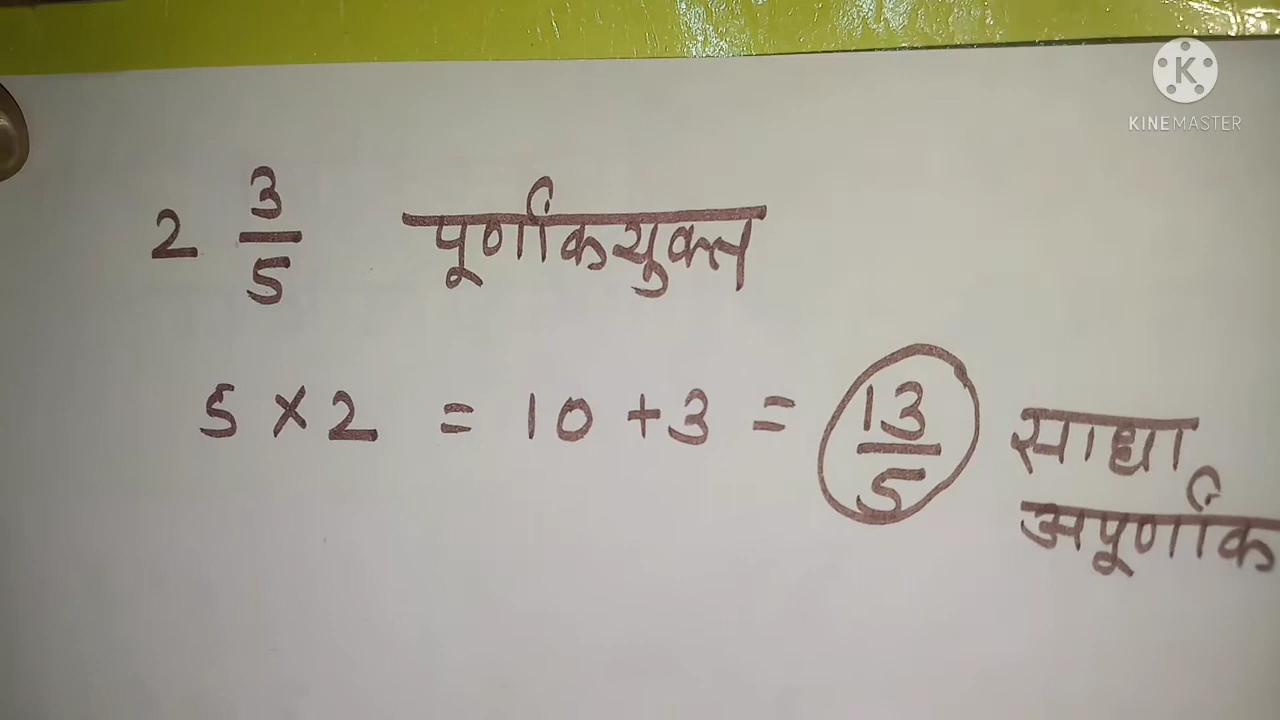 K
KINEMASTER
2 3/5 पूर्णांकयुक्त
5 × 2 = 10 + 3 = 13/5 साधा
अपूर्णांक